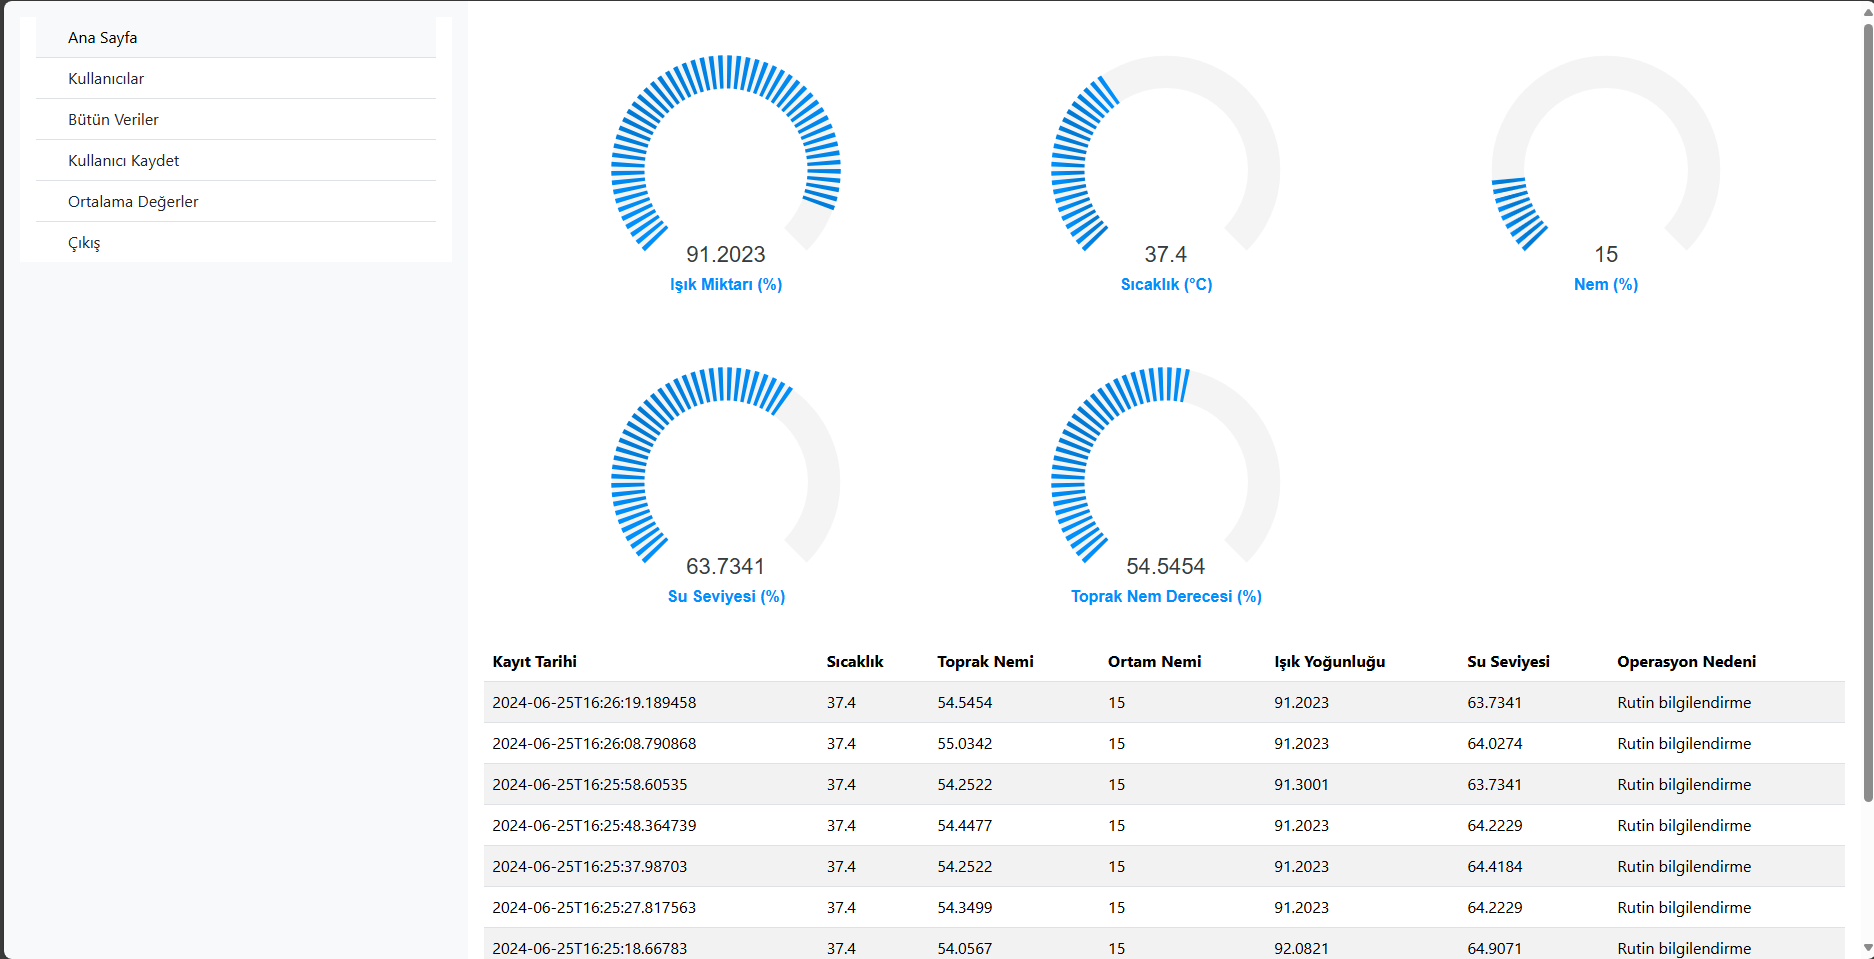 Ana Sayfa
Kullanıcılar
Bütün Veriler
Kullanıcı Kaydet
Ortalama Değerler
Çıkış
91.2023
Işık Miktarı (%)
37.4
Sıcaklık (°C)
15
Nem (%)
63.7341
Su Seviyesi (%)
54.5454
Toprak Nem Derecesi (%)
Kayıt Tarihi Sıcaklık Toprak Nemi Ortam Nemi Işık Yoğunluğu Su Seviyesi Operasyon Nedeni
2024-06-25T16:26:19.189458 37.4 54.5454 15 91.2023 63.7341 Rutin bilgilendirme
2024-06-25T16:26:08.790868 37.4 55.0342 15 91.2023 64.0274 Rutin bilgilendirme
2024-06-25T16:25:58.60535 37.4 54.2522 15 91.3001 63.7341 Rutin bilgilendirme
2024-06-25T16:25:48.364739 37.4 54.4477 15 91.2023 64.2229 Rutin bilgilendirme
2024-06-25T16:25:37.98703 37.4 54.2522 15 91.2023 64.4184 Rutin bilgilendirme
2024-06-25T16:25:27.817563 37.4 54.3499 15 91.2023 64.2229 Rutin bilgilendirme
2024-06-25T16:25:18.66783 37.4 54.0567 15 92.0821 64.9071 Rutin bilgilendirme